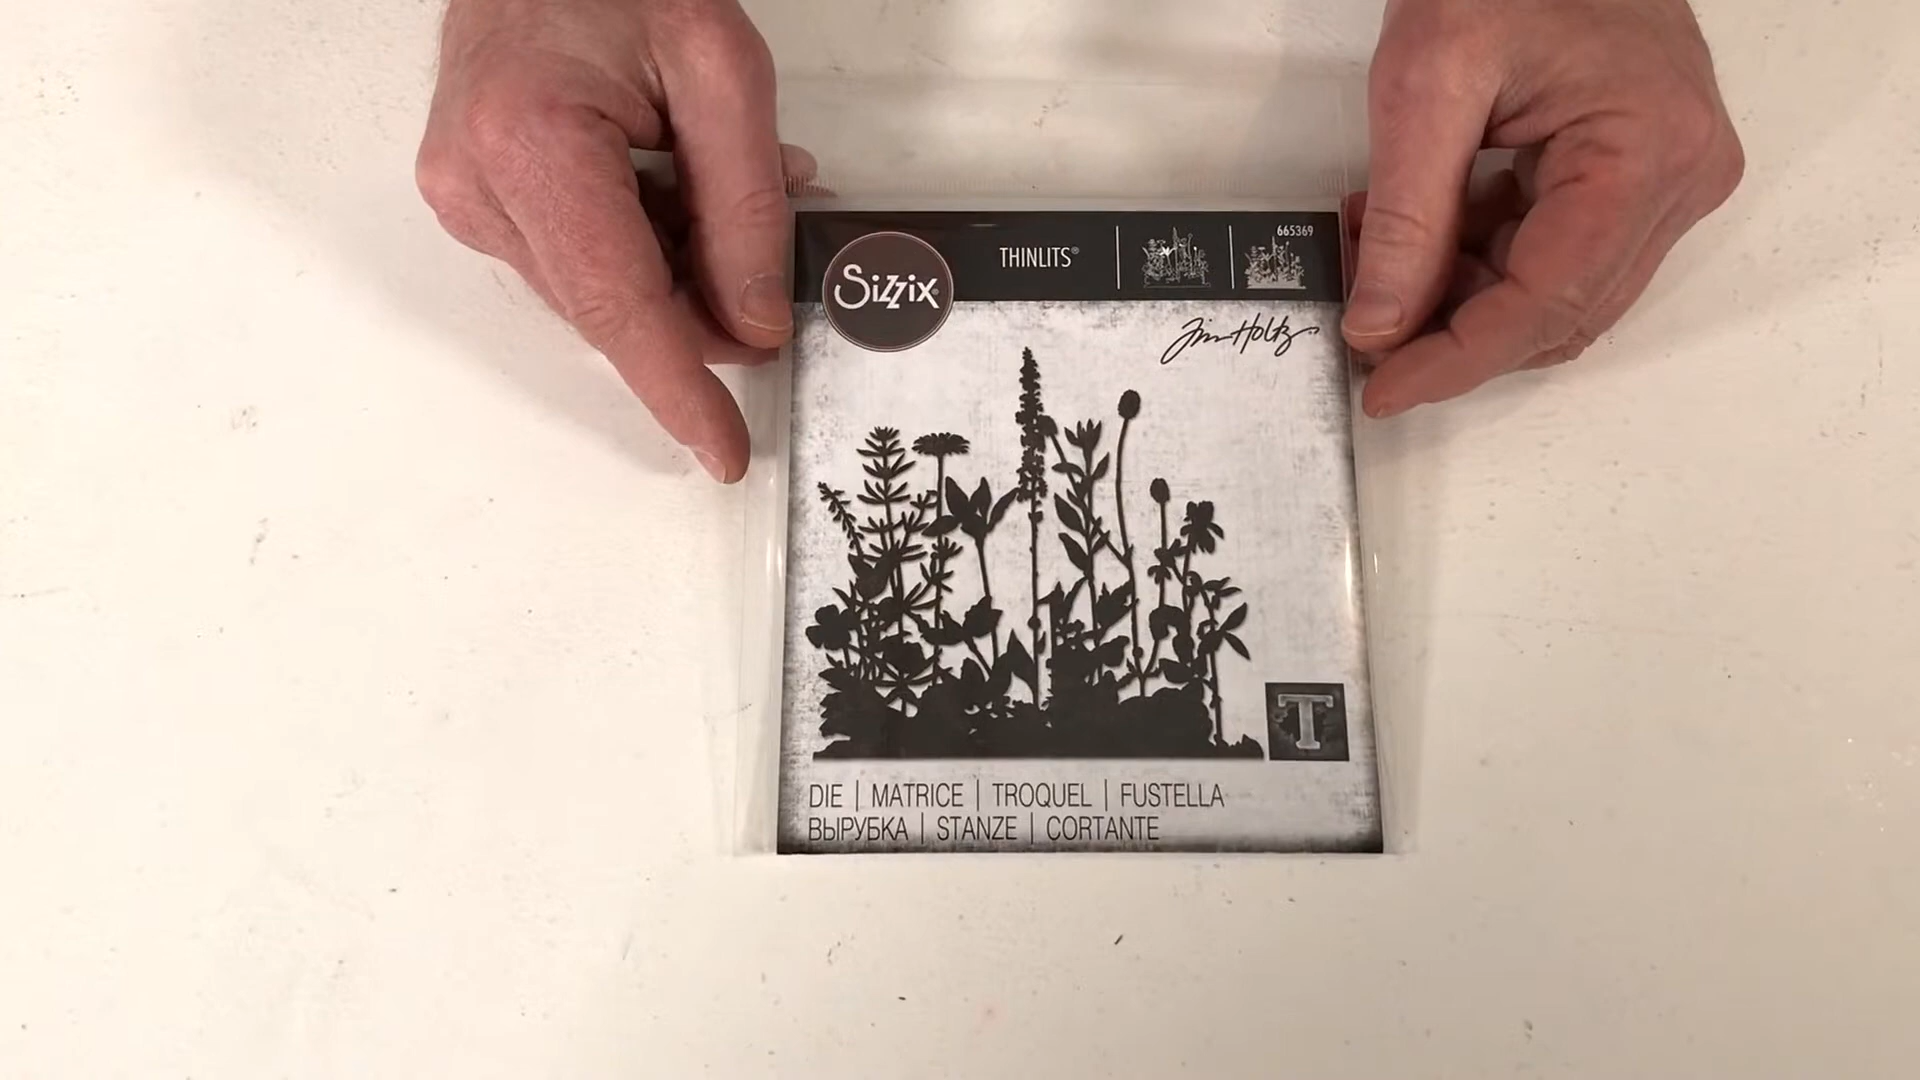 Sizzix
THINLITS®
665369
Tim Holtz
T
DIE | MATRICE | TROQUEL | FUSTELLA
ВЫРУБКА | STANZE | CORTANTE